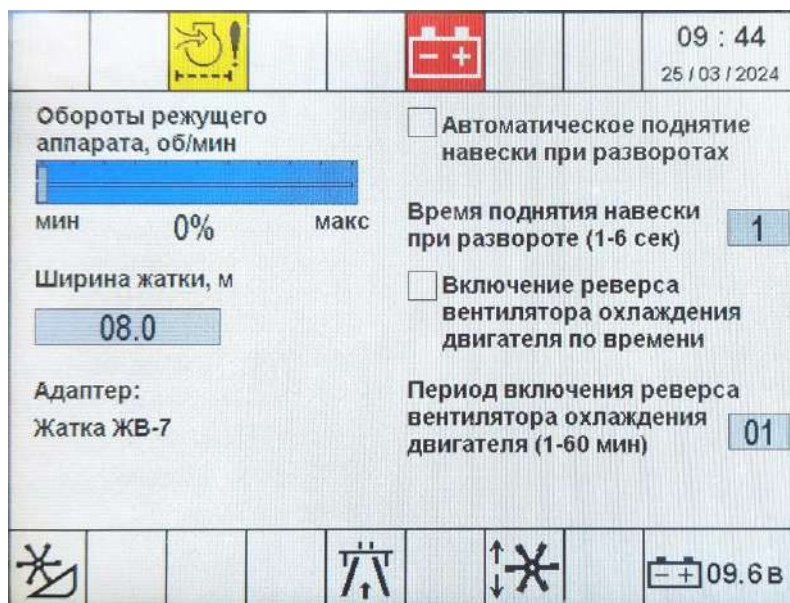 09 : 44
25 / 03 / 2024
Обороты режущего
аппарата, об/мин
мин 0% макс
Ширина жатки, м
08.0
Адаптер:
Жатка ЖВ-7
Автоматическое поднятие
навески при разворотах
Время поднятия навески
при развороте (1-6 сек) 1
Включение реверса
вентилятора охлаждения
двигателя по времени
Период включения реверса
вентилятора охлаждения
двигателя (1-60 мин) 01
09.6 в